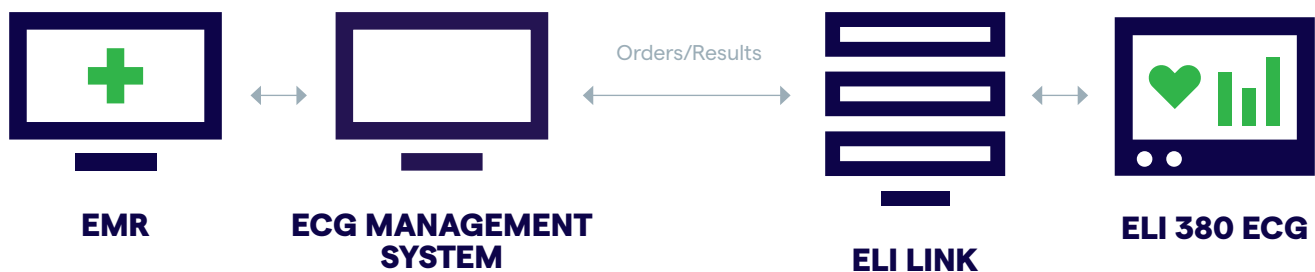 Orders/Results
EMR
ECG MANAGEMENT
SYSTEM
ELI LINK
ELI 380 ECG